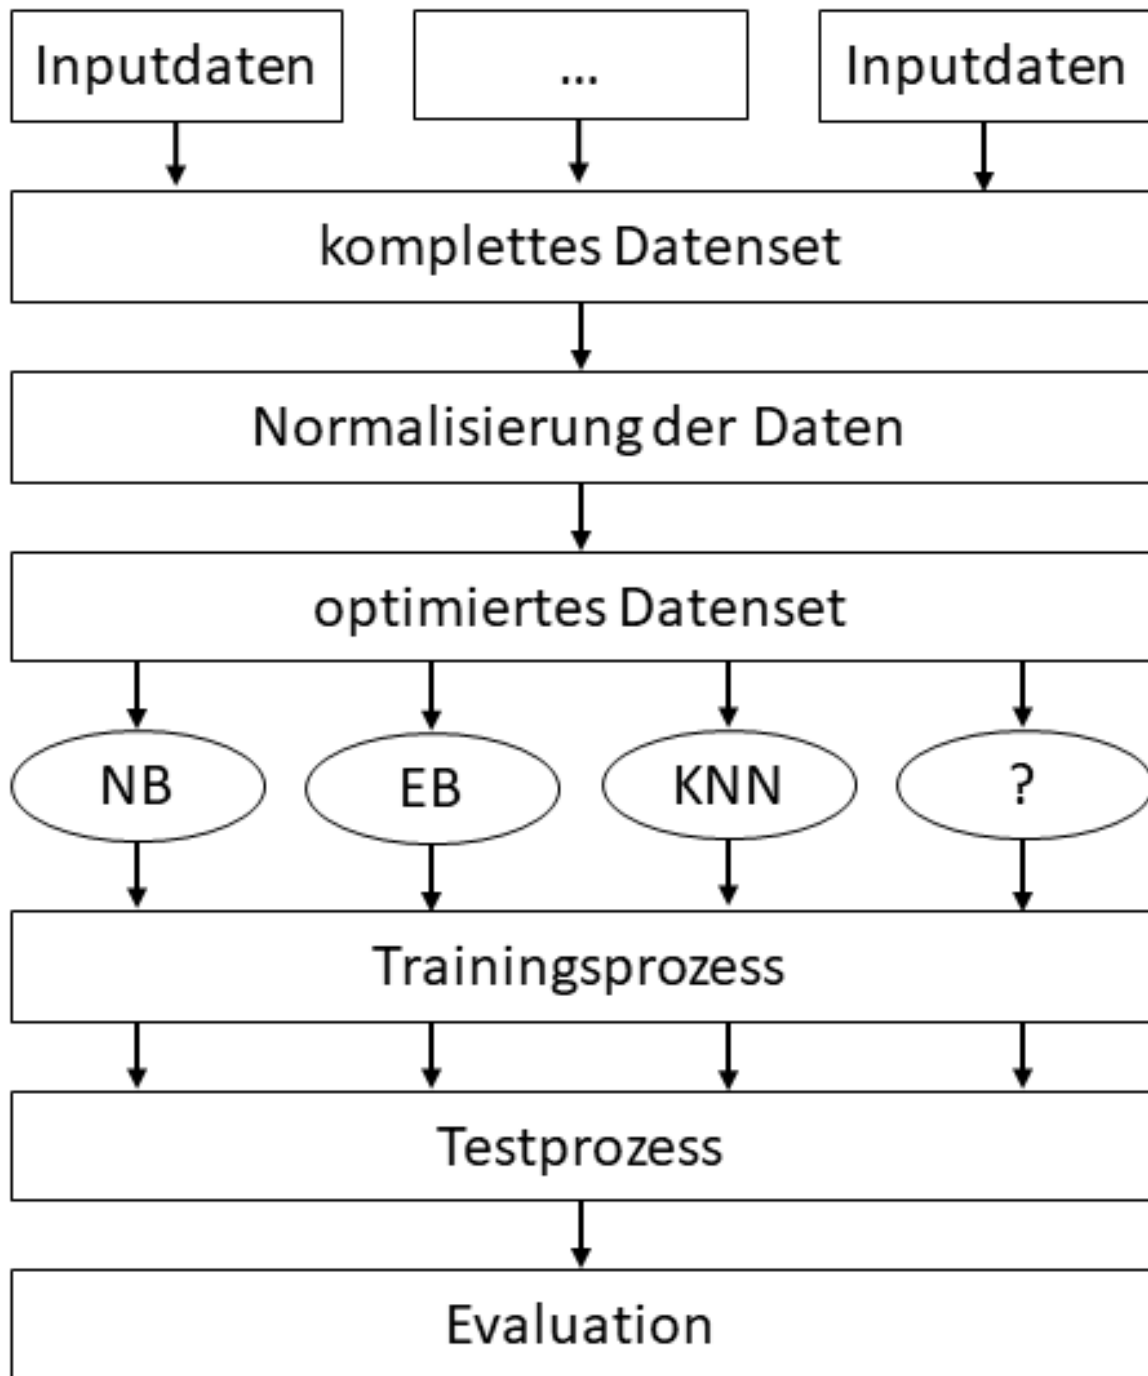 Inputdaten
...
Inputdaten
komplettes Datenset
Normalisierung der Daten
optimiertes Datenset
NB
EB
KNN
?
Trainingsprozess
Testprozess
Evaluation